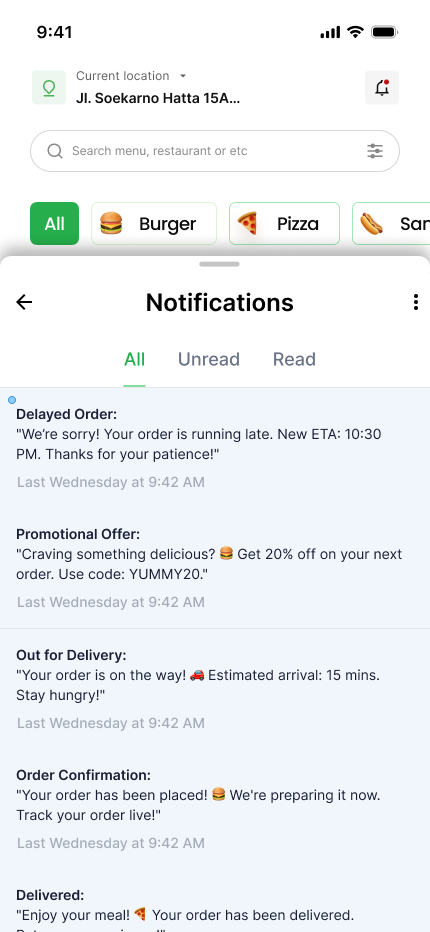 9:41
Current location
Jl. Soekarno Hatta 15A...
Search menu, restaurant or etc
All
Burger
Pizza
San
Notifications
All Unread Read
Delayed Order:
"We're sorry! Your order is running late. New ETA: 10:30
PM. Thanks for your patience!"
Last Wednesday at 9:42 AM
Promotional Offer:
"Craving something delicious? 🍔 Get 20% off on your next
order. Use code: YUMMY20."
Last Wednesday at 9:42 AM
Out for Delivery:
"Your order is on the way! 🚗 Estimated arrival: 15 mins.
Stay hungry!"
Last Wednesday at 9:42 AM
Order Confirmation:
"Your order has been placed! 🍔 We're preparing it now.
Track your order live!"
Last Wednesday at 9:42 AM
Delivered:
"Enjoy your meal! 🍕 Your order has been delivered.